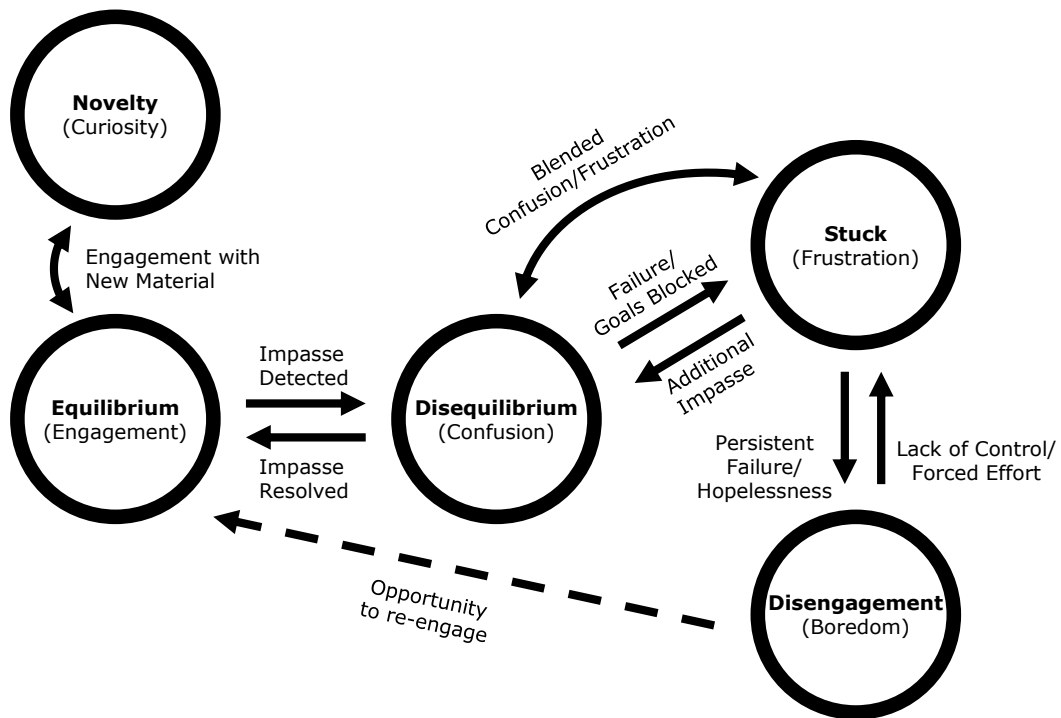 Novelty
(Curiosity)
Engagement with
New Material
Equilibrium
(Engagement)
Impasse
Detected
Impasse
Resolved
Disequilibrium
(Confusion)
Blended
Confusion/Frustration
Failure/
Goals Blocked
Additional
Impasse
Stuck
(Frustration)
Persistent
Failure/
Hopelessness
Lack of Control/
Forced Effort
Disengagement
(Boredom)
Opportunity
to re-engage